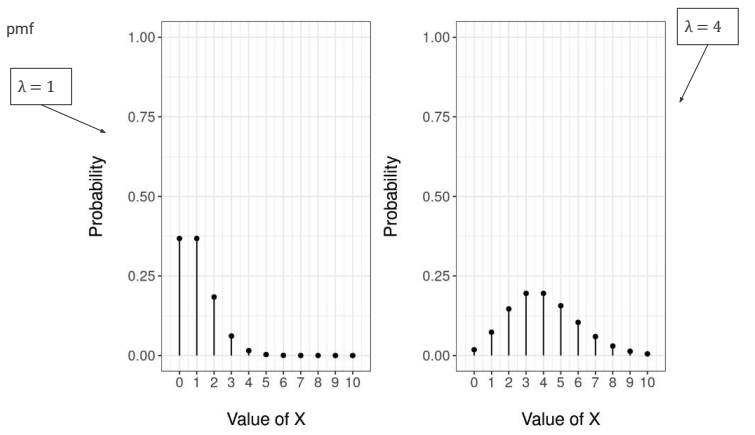 pmf
λ = 1
λ = 4
1.00
0.75
0.50
0.25
0.00
Probability
0 1 2 3 4 5 6 7 8 9 10
Value of X
1.00
0.75
0.50
0.25
0.00
Probability
0 1 2 3 4 5 6 7 8 9 10
Value of X